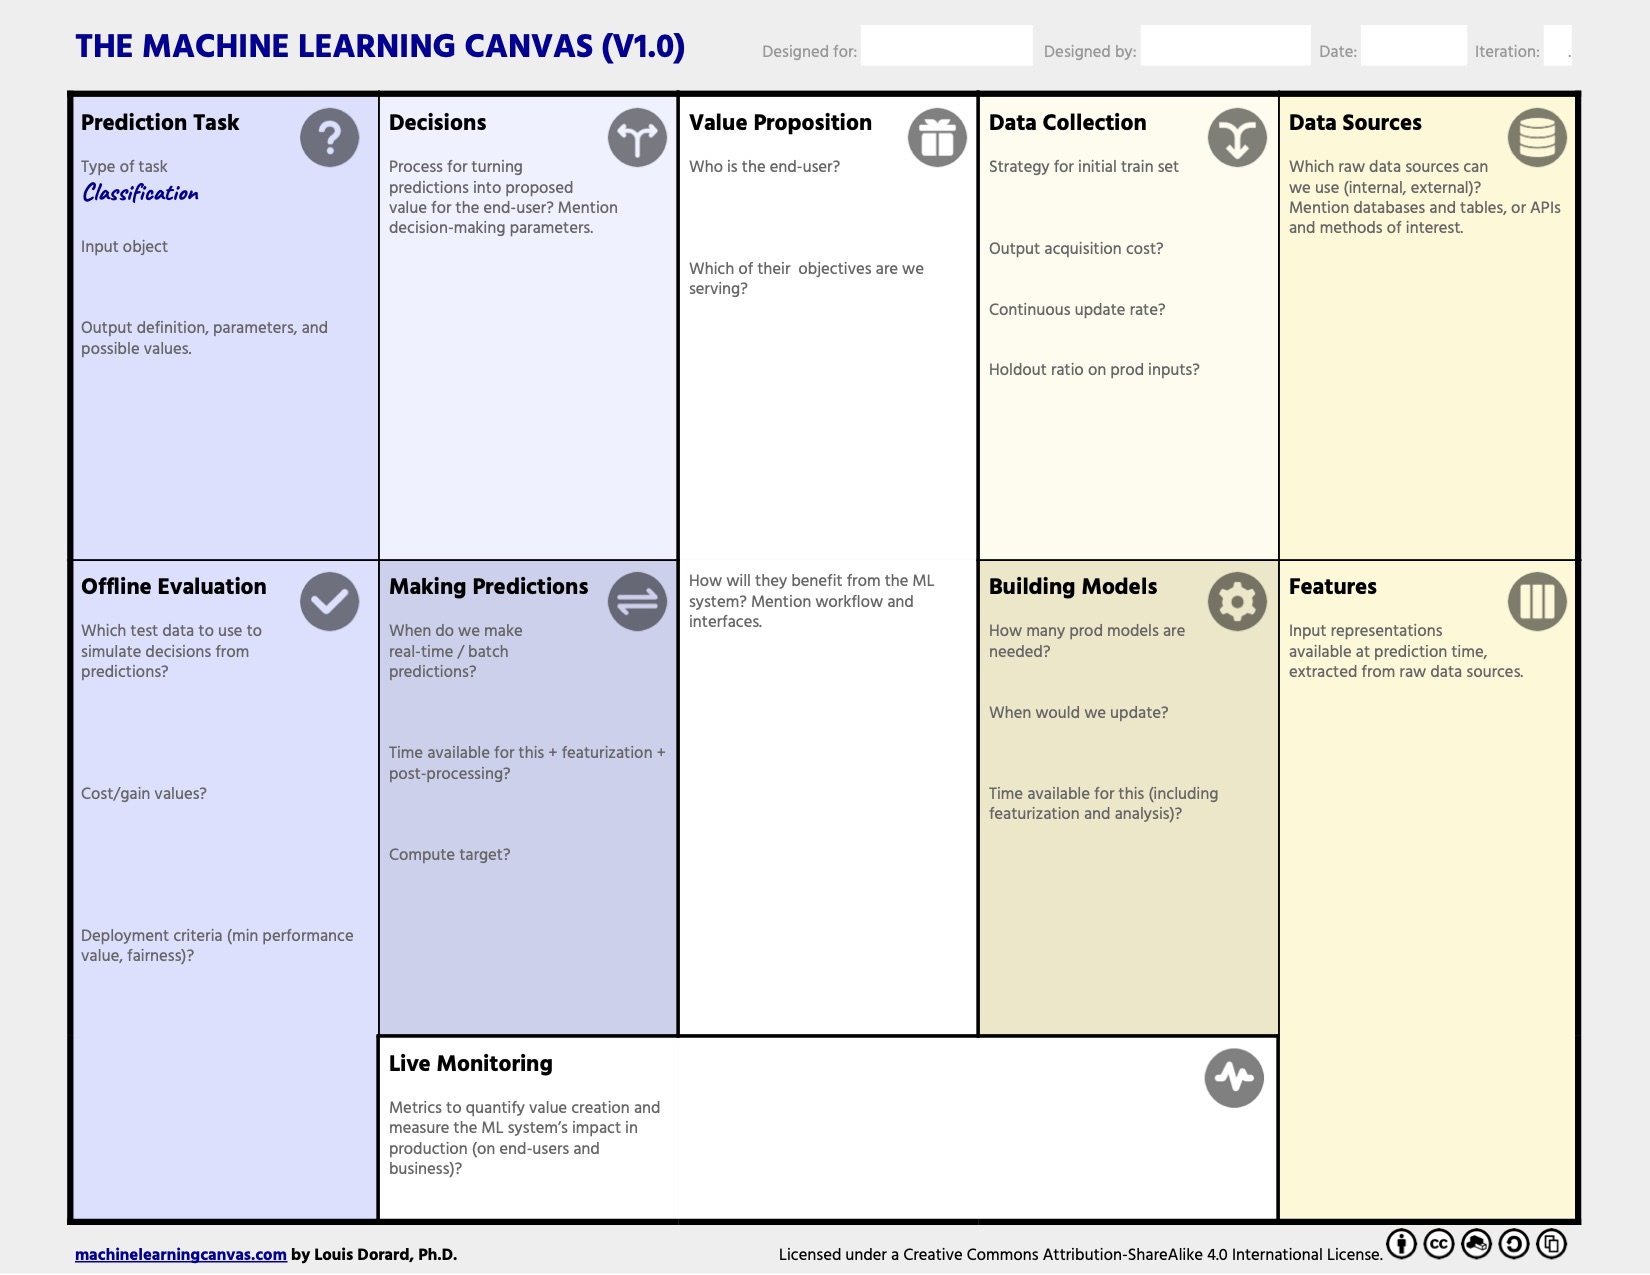 THE MACHINE LEARNING CANVAS (V1.0)
Designed for:
Designed by:
Date:
Iteration: .
Prediction Task
Type of task
Classification
Input object
Output definition, parameters, and
possible values.
Decisions
Process for turning
predictions into proposed
value for the end-user? Mention
decision-making parameters.
Value Proposition
Who is the end-user?
Which of their  objectives are we
serving?
How will they benefit from the ML
system? Mention workflow and
interfaces.
Data Collection
Strategy for initial train set
Output acquisition cost?
Continuous update rate?
Holdout ratio on prod inputs?
Data Sources
Which raw data sources can
we use (internal, external)?
Mention databases and tables, or APIs
and methods of interest.
Offline Evaluation
Which test data to use to
simulate decisions from
predictions?
Cost/gain values?
Deployment criteria (min performance
value, fairness)?
Making Predictions
When do we make
real-time / batch
predictions?
Time available for this + featurization +
post-processing?
Compute target?
Building Models
How many prod models are
needed?
When would we update?
Time available for this (including
featurization and analysis)?
Features
Input representations
available at prediction time,
extracted from raw data sources.
Live Monitoring
Metrics to quantify value creation and
measure the ML system’s impact in
production (on end-users and
business)?
machinelearningcanvas.com by Louis Dorard, Ph.D.
Licensed under a Creative Commons Attribution-ShareAlike 4.0 International License.